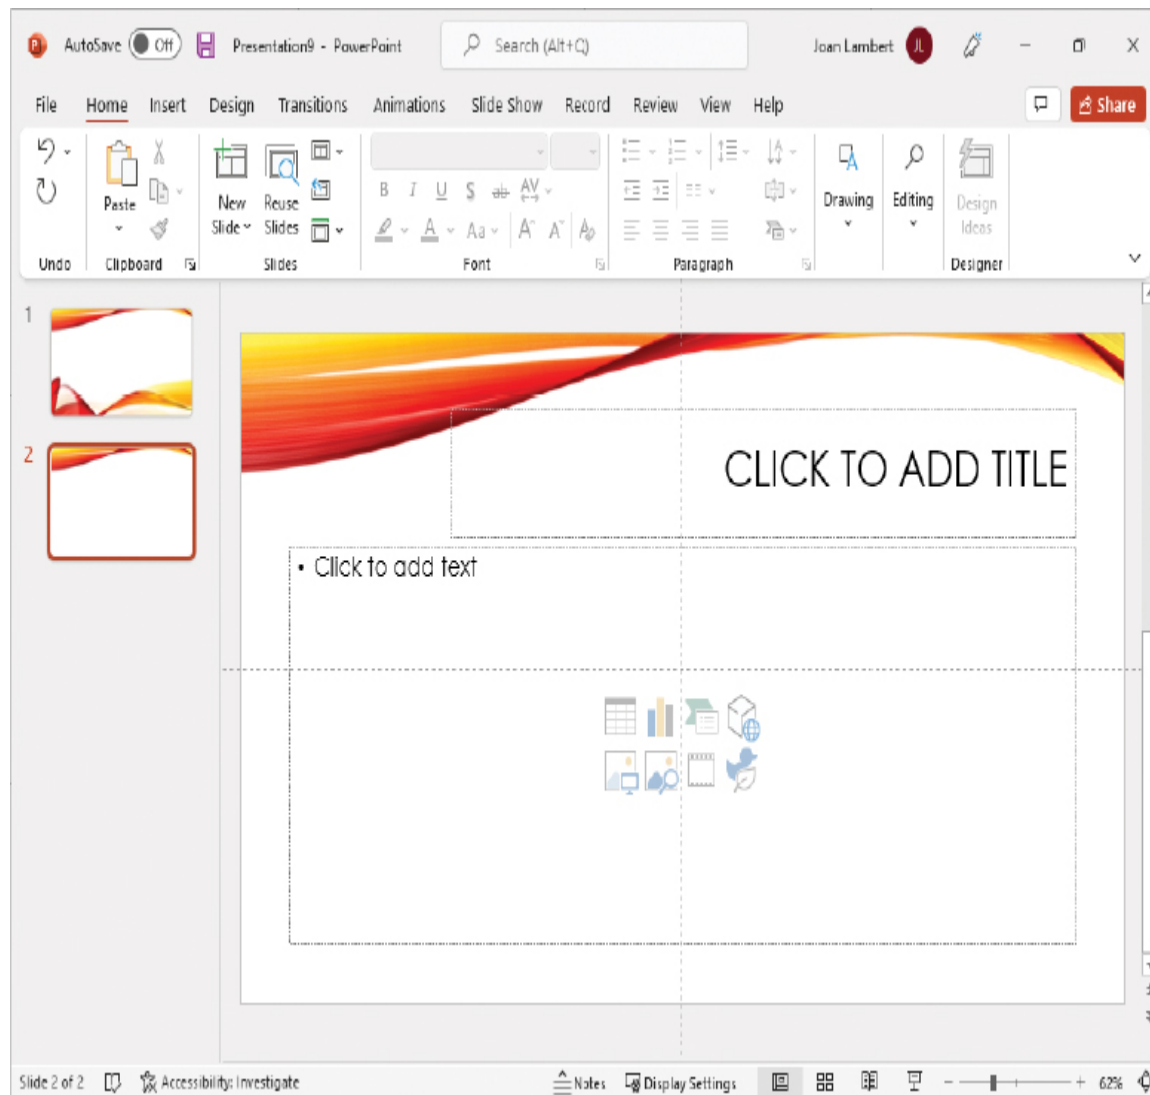 AutoSave Off Presentation9 - PowerPoint Search (Alt+Q) Joan Lambert JL
File Home Insert Design Transitions Animations Slide Show Record Review View Help Share
Paste New Slide Reuse Slides B I U S ab AV A Aa A A A Drawing Editing Design Ideas
Undo Clipboard Slides Font Paragraph Designer
1
2
CLICK TO ADD TITLE
• Click to add text
Slide 2 of 2 Accessibility: Investigate Notes Display Settings 62%